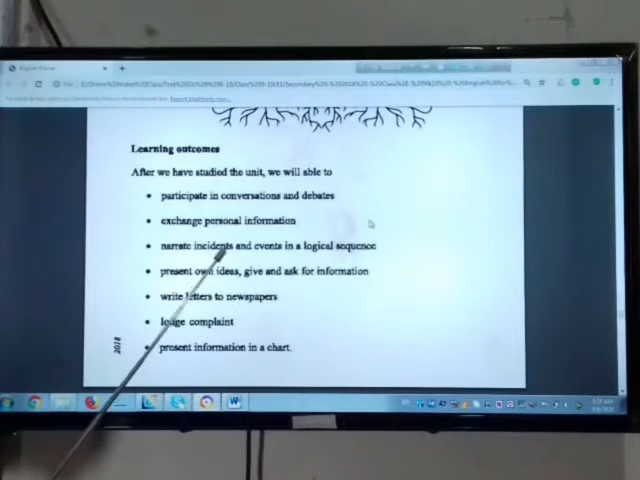 Learning outcomes
After we have studied the unit, we will able to
• participate in conversations and debates
• exchange personal information
• narrate incidents and events in a logical sequence
• present own ideas, give and ask for information
• write letters to newspapers
• lodge complaint
• present information in a chart.
2018